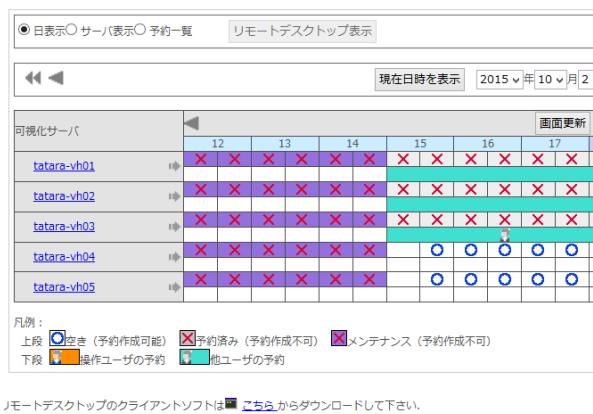 日表示 サーバ表示 予約一覧 リモートデスクトップ表示
現在日時を表示 2015 年 10 月 2
画面更新
可視化サーバ
12 13 14 15 16 17
tatara-vh01
tatara-vh02
tatara-vh03
tatara-vh04
tatara-vh05
凡例：
上段 空き（予約作成可能） 予約済み（予約作成不可） メンテナンス（予約作成不可）
下段 操作ユーザの予約 他ユーザの予約
リモートデスクトップのクライアントソフトは こちら からダウンロードして下さい.